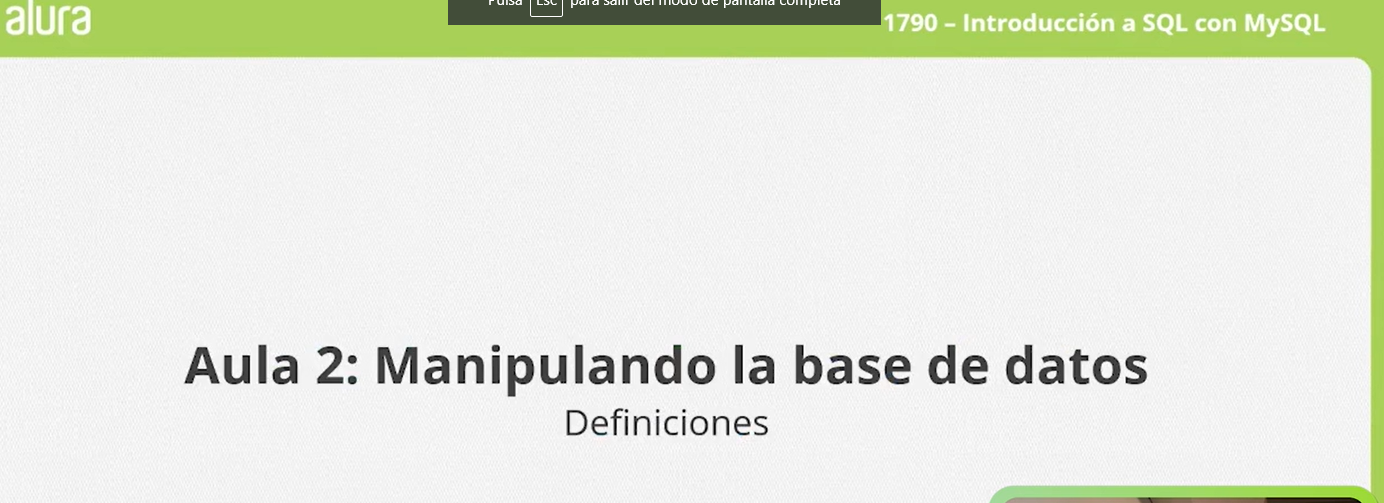 alura
Pulsa Esc para salir del modo de pantalla completa
1790 – Introducción a SQL con MySQL
Aula 2: Manipulando la base de datos
Definiciones